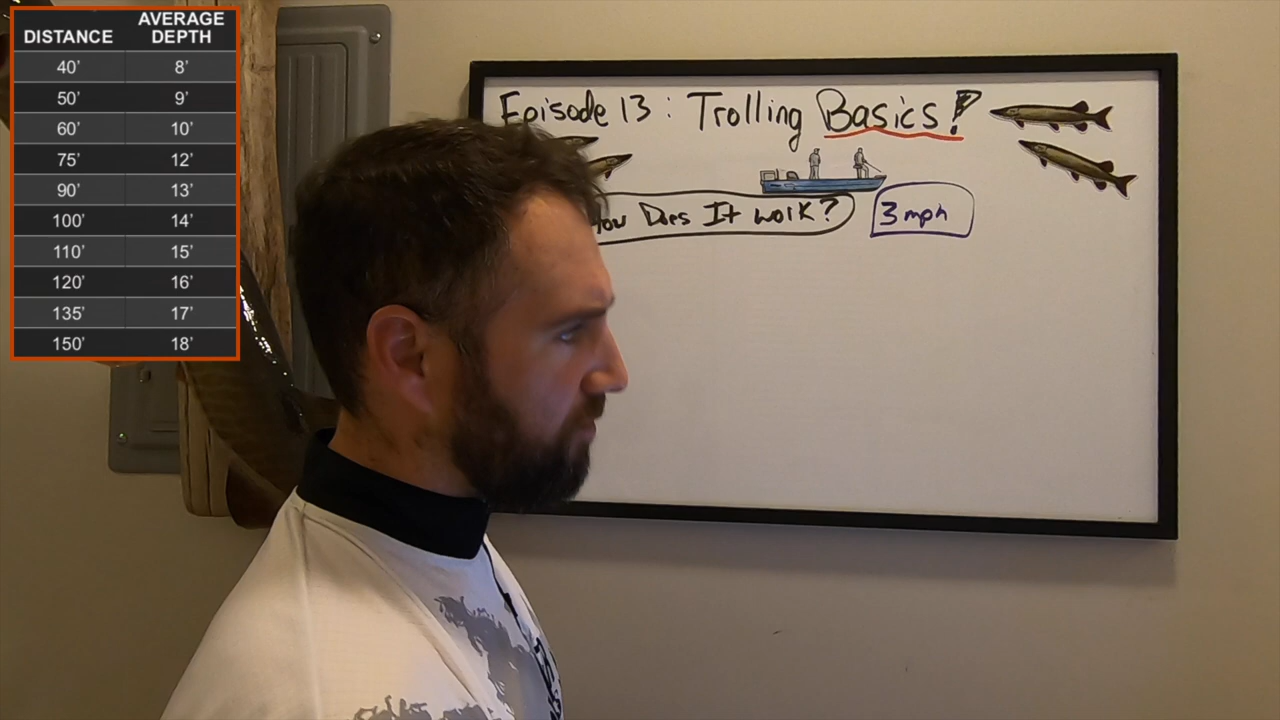 DISTANCE AVERAGE DEPTH
40' 8'
50' 9'
60' 10'
75' 12'
90' 13'
100' 14'
110' 15'
120' 16'
135' 17'
150' 18'
Episode 13: Trolling Basics!
How Does It work?
3 mph